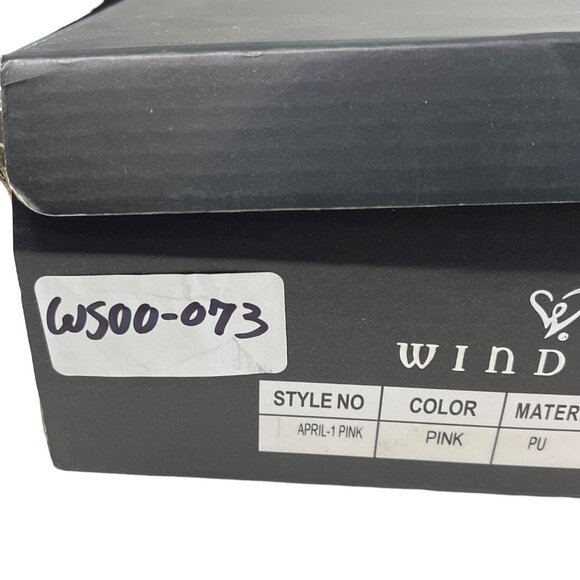 WS00-073
WIND
STYLE NO COLOR MATER
APRIL-1 PINK PINK PU